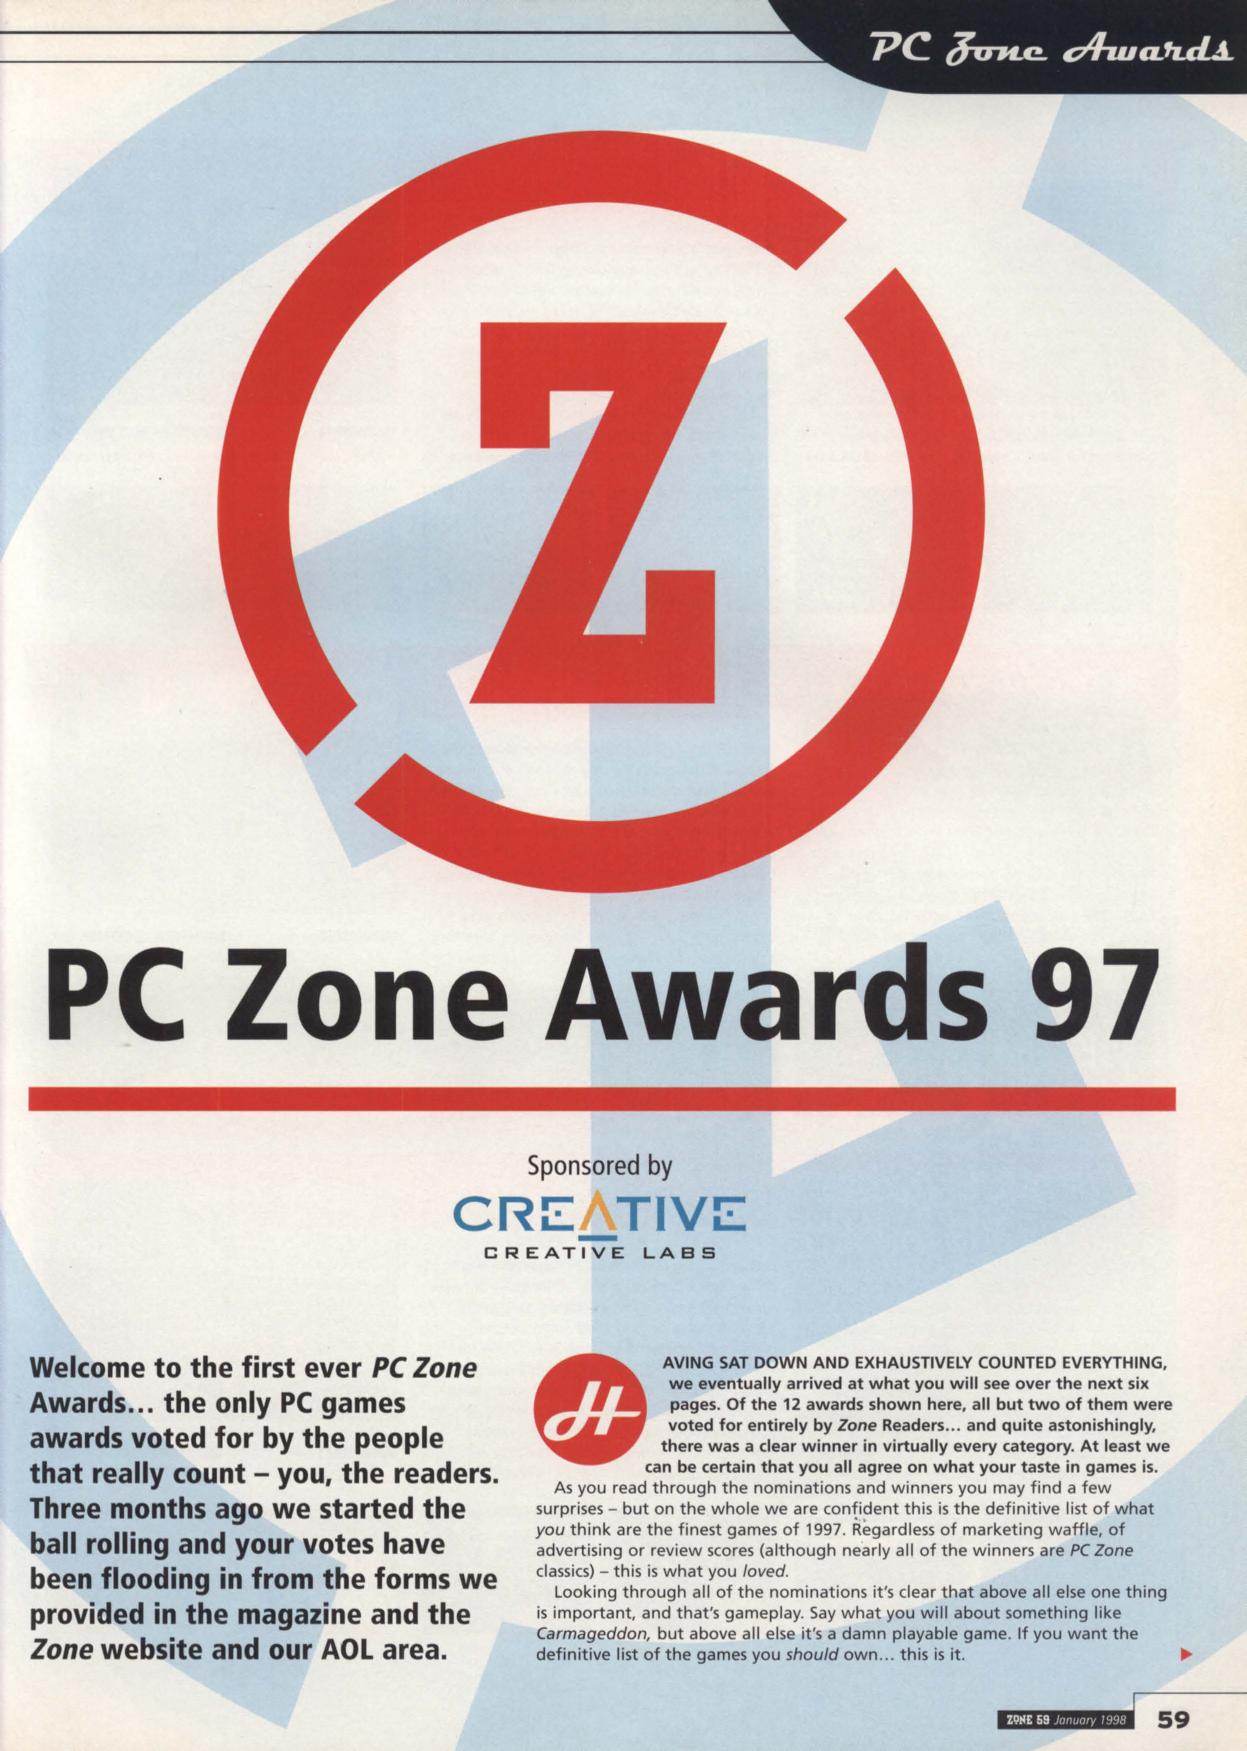 PC Zone Awards
Z
PC Zone Awards 97
Sponsored by
CREATIVE
CREATIVE LABS
Welcome to the first ever PC Zone
Awards... the only PC games
awards voted for by the people
that really count – you, the readers.
Three months ago we started the
ball rolling and your votes have
been flooding in from the forms we
provided in the magazine and the
Zone website and our AOL area.
HAVING SAT DOWN AND EXHAUSTIVELY COUNTED EVERYTHING,
we eventually arrived at what you will see over the next six
pages. Of the 12 awards shown here, all but two of them were
voted for entirely by Zone Readers... and quite astonishingly,
there was a clear winner in virtually every category. At least we
can be certain that you all agree on what your taste in games is.
As you read through the nominations and winners you may find a few
surprises – but on the whole we are confident this is the definitive list of what
you think are the finest games of 1997. Regardless of marketing waffle, of
advertising or review scores (although nearly all of the winners are PC Zone
classics) – this is what you loved.
Looking through all of the nominations it's clear that above all else one thing
is important, and that's gameplay. Say what you will about something like
Carmageddon, but above all else it's a damn playable game. If you want the
definitive list of the games you should own... this is it.
ZONE 59 January 1998 59